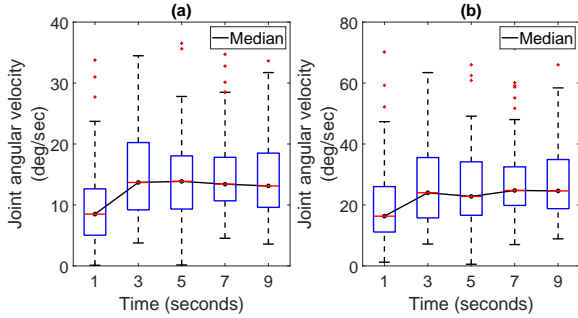 (a)
Median
40
30
20
10
0
Joint angular velocity
(deg/sec)
1 3 5 7 9
Time (seconds)
(b)
Median
80
60
40
20
0
Joint angular velocity
(deg/sec)
1 3 5 7 9
Time (seconds)